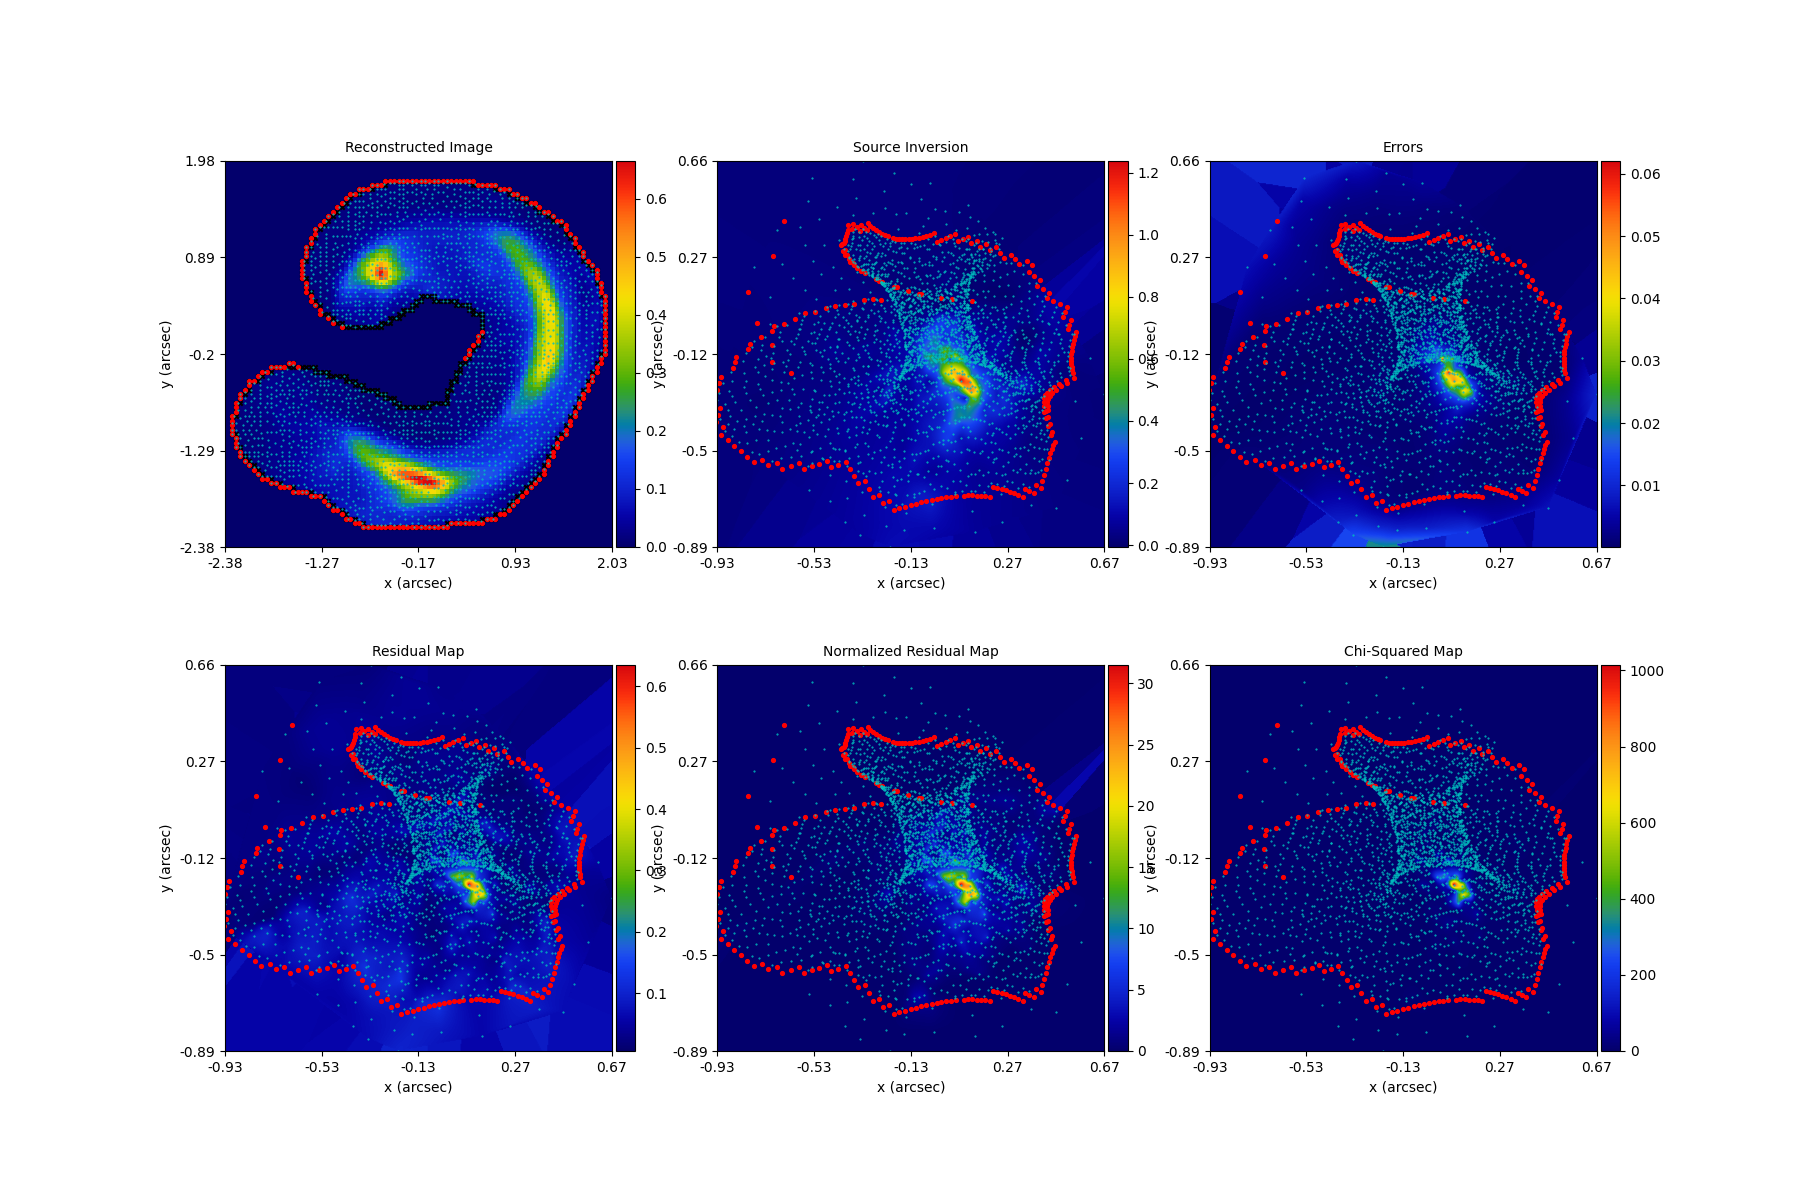 Reconstructed Image
1.98
0.89
-0.2
-1.29
-2.38
y (arcsec)
-2.38 -1.27 -0.17 0.93 2.03
x (arcsec)
0.6
0.5
0.4
0.3
0.2
0.1
0.0
Source Inversion
0.66
0.27
-0.12
-0.5
-0.89
y (arcsec)
-0.93 -0.53 -0.13 0.27 0.67
x (arcsec)
1.2
1.0
0.8
0.6
0.4
0.2
0.0
Errors
0.66
0.27
-0.12
-0.5
-0.89
y (arcsec)
-0.93 -0.53 -0.13 0.27 0.67
x (arcsec)
0.06
0.05
0.04
0.03
0.02
0.01
Residual Map
0.66
0.27
-0.12
-0.5
-0.89
y (arcsec)
-0.93 -0.53 -0.13 0.27 0.67
x (arcsec)
0.6
0.5
0.4
0.3
0.2
0.1
Normalized Residual Map
0.66
0.27
-0.12
-0.5
-0.89
y (arcsec)
-0.93 -0.53 -0.13 0.27 0.67
x (arcsec)
30
25
20
15
10
5
0
Chi-Squared Map
0.66
0.27
-0.12
-0.5
-0.89
y (arcsec)
-0.93 -0.53 -0.13 0.27 0.67
x (arcsec)
1000
800
600
400
200
0